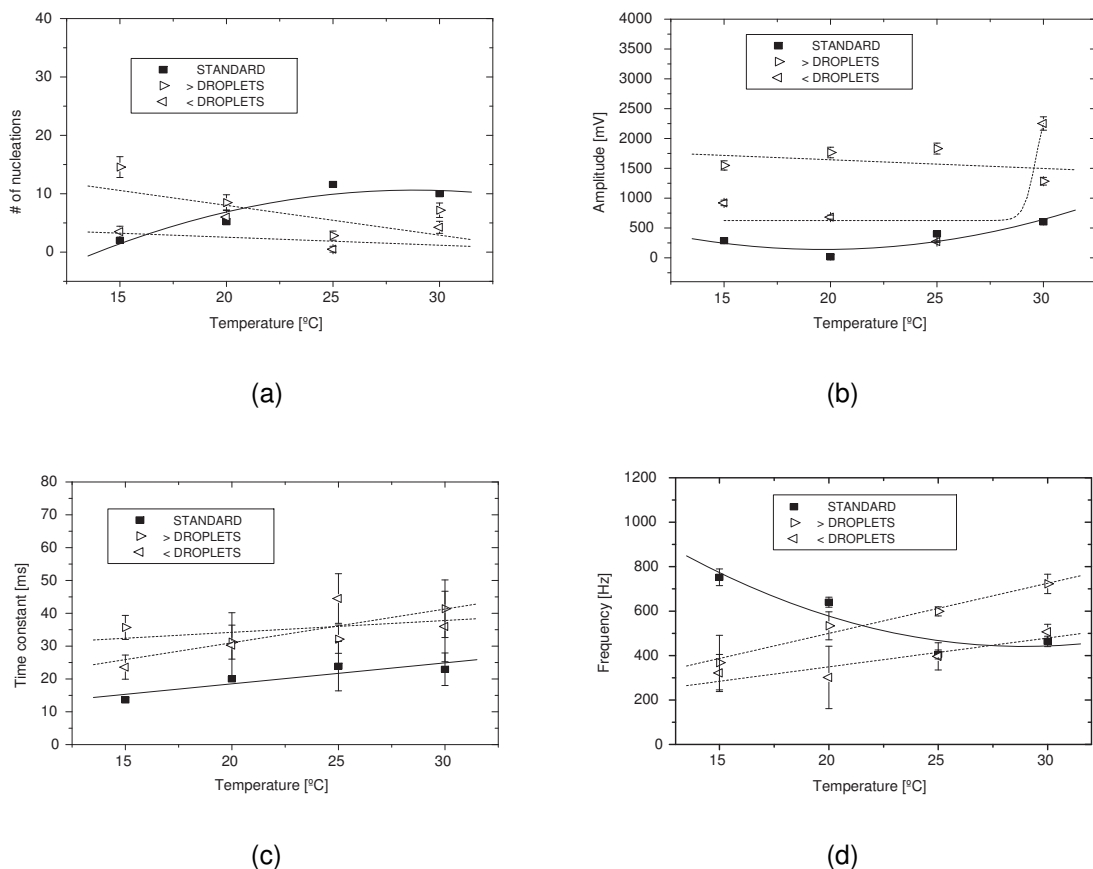 40
30
20
10
0
# of nucleations
STANDARD
> DROPLETS
< DROPLETS
15 20 25 30
Temperature [ºC]
(a)
4000
3500
3000
2500
2000
1500
1000
500
0
Amplitude [mV]
STANDARD
> DROPLETS
< DROPLETS
15 20 25 30
Temperature [ºC]
(b)
80
70
60
50
40
30
20
10
0
Time constant [ms]
STANDARD
> DROPLETS
< DROPLETS
15 20 25 30
Temperature [ºC]
(c)
1200
1000
800
600
400
200
0
Frequency [Hz]
STANDARD
> DROPLETS
< DROPLETS
15 20 25 30
Temperature [ºC]
(d)